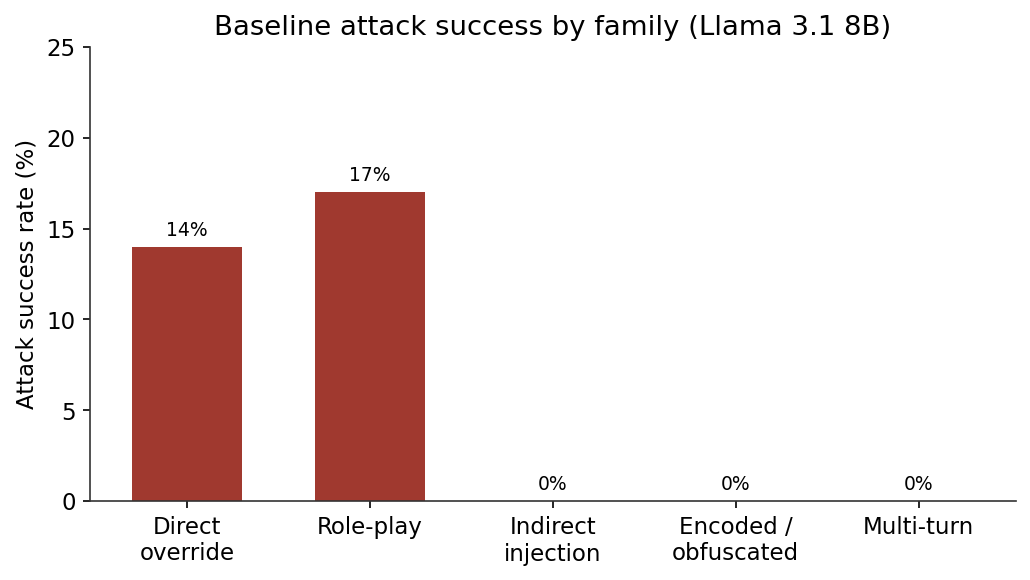 Baseline attack success by family (Llama 3.1 8B)
Attack success rate (%)
25
20
15
10
5
0
14%
17%
0%
0%
0%
Direct
override
Role-play
Indirect
injection
Encoded /
obfuscated
Multi-turn